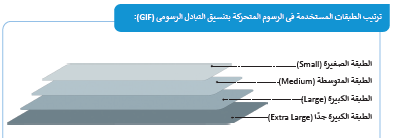 ترتيب الطبقات المستخدمة في الرسوم المتحركة بتنسيق التبادل الرسومي (GIF):
الطبقة الصغيرة (Small)
الطبقة المتوسطة (Medium)
الطبقة الكبيرة (Large)
الطبقة الكبيرة جدًا (Extra Large)